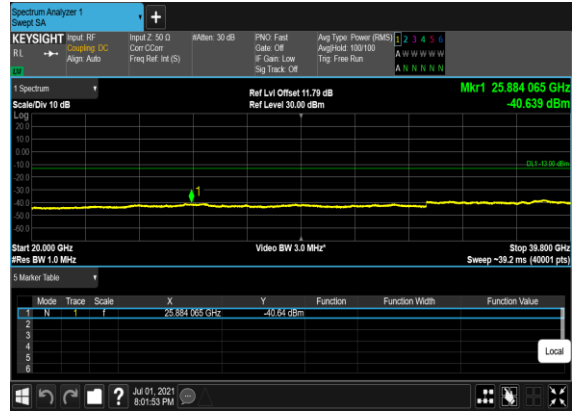 Spectrum Analyzer 1
Swept SA
+
KEYSIGHT Input: RF Input Z: 50 Ω #Atten: 30 dB PNO: Fast Avg Type: Power (RMS) 1 2 3 4 5 6
RL Coupling: DC Corr CCorr Gate: Off Avg|Hold: 100/100 A W W W W W
Align: Auto Freq Ref: Int (S) IF Gain: Low Trig: Free Run
Sig Track: Off A N N N N N
1 Spectrum Ref Lvl Offset 11.79 dB Mkr1 25.884 065 GHz
Scale/Div 10 dB Ref Level 30.00 dBm -40.639 dBm
Log
20.0
10.0
0.00
-10.0 DL1 -13.00 dBm
-20.0
-30.0 1
-40.0
-50.0
-60.0
Start 20.000 GHz Video BW 3.0 MHz* Stop 39.800 GHz
#Res BW 1.0 MHz Sweep ~39.2 ms (40001 pts)
5 Marker Table
Mode Trace Scale X Y Function Function Width Function Value
1 N 1 f 25.884 065 GHz -40.64 dBm
2
3
4
5
6
Local
? Jul 01, 2021
8:01:53 PM